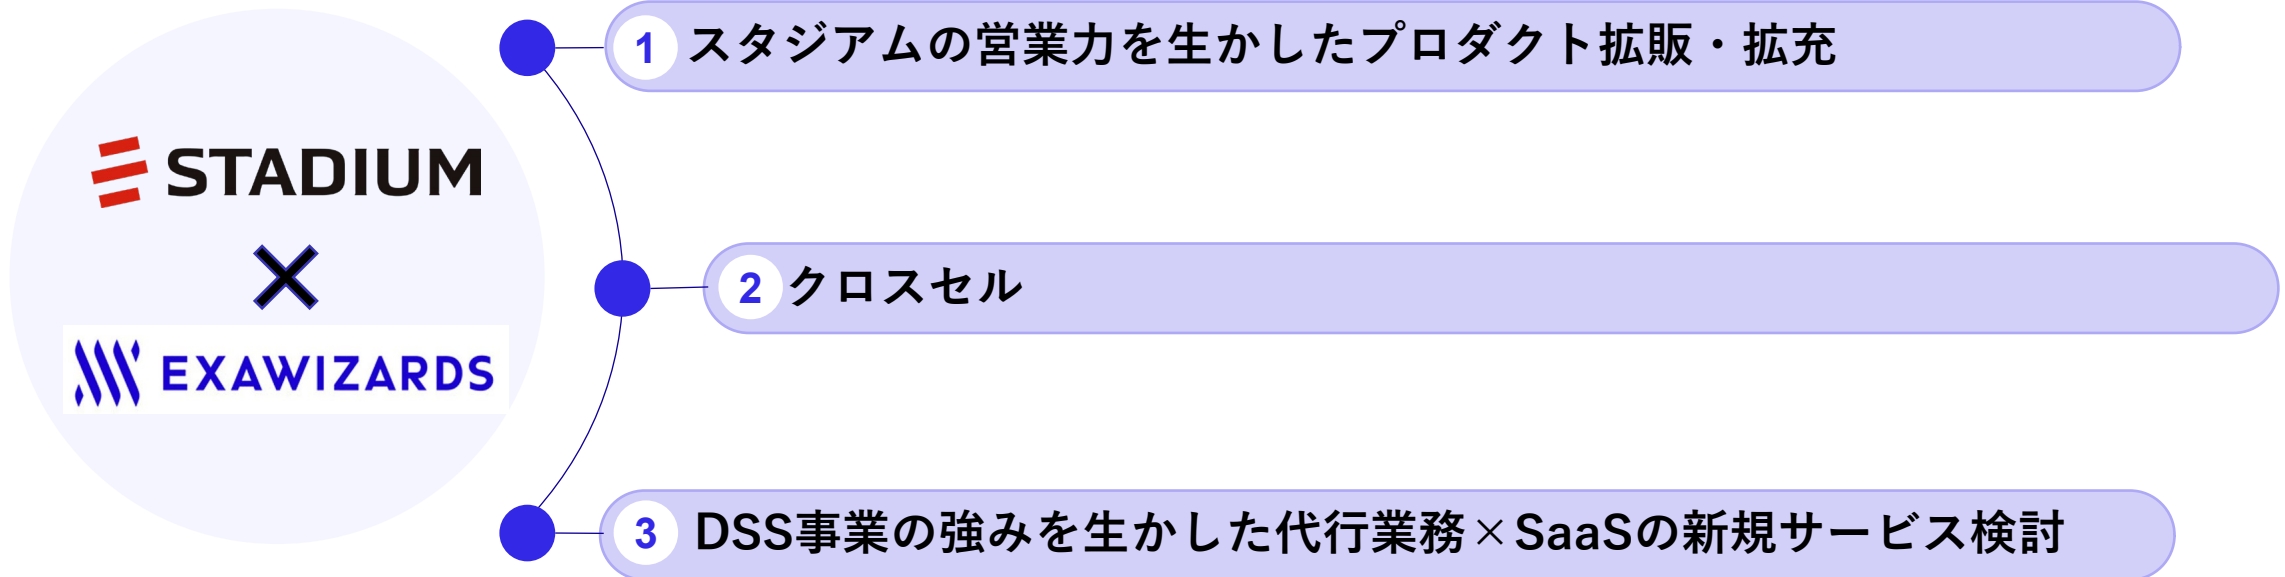 STADIUM
×
EXAWIZARDS
1 スタジアムの営業力を生かしたプロダクト拡販・拡充
2 クロスセル
3 DSS事業の強みを生かした代行業務×SaaSの新規サービス検討